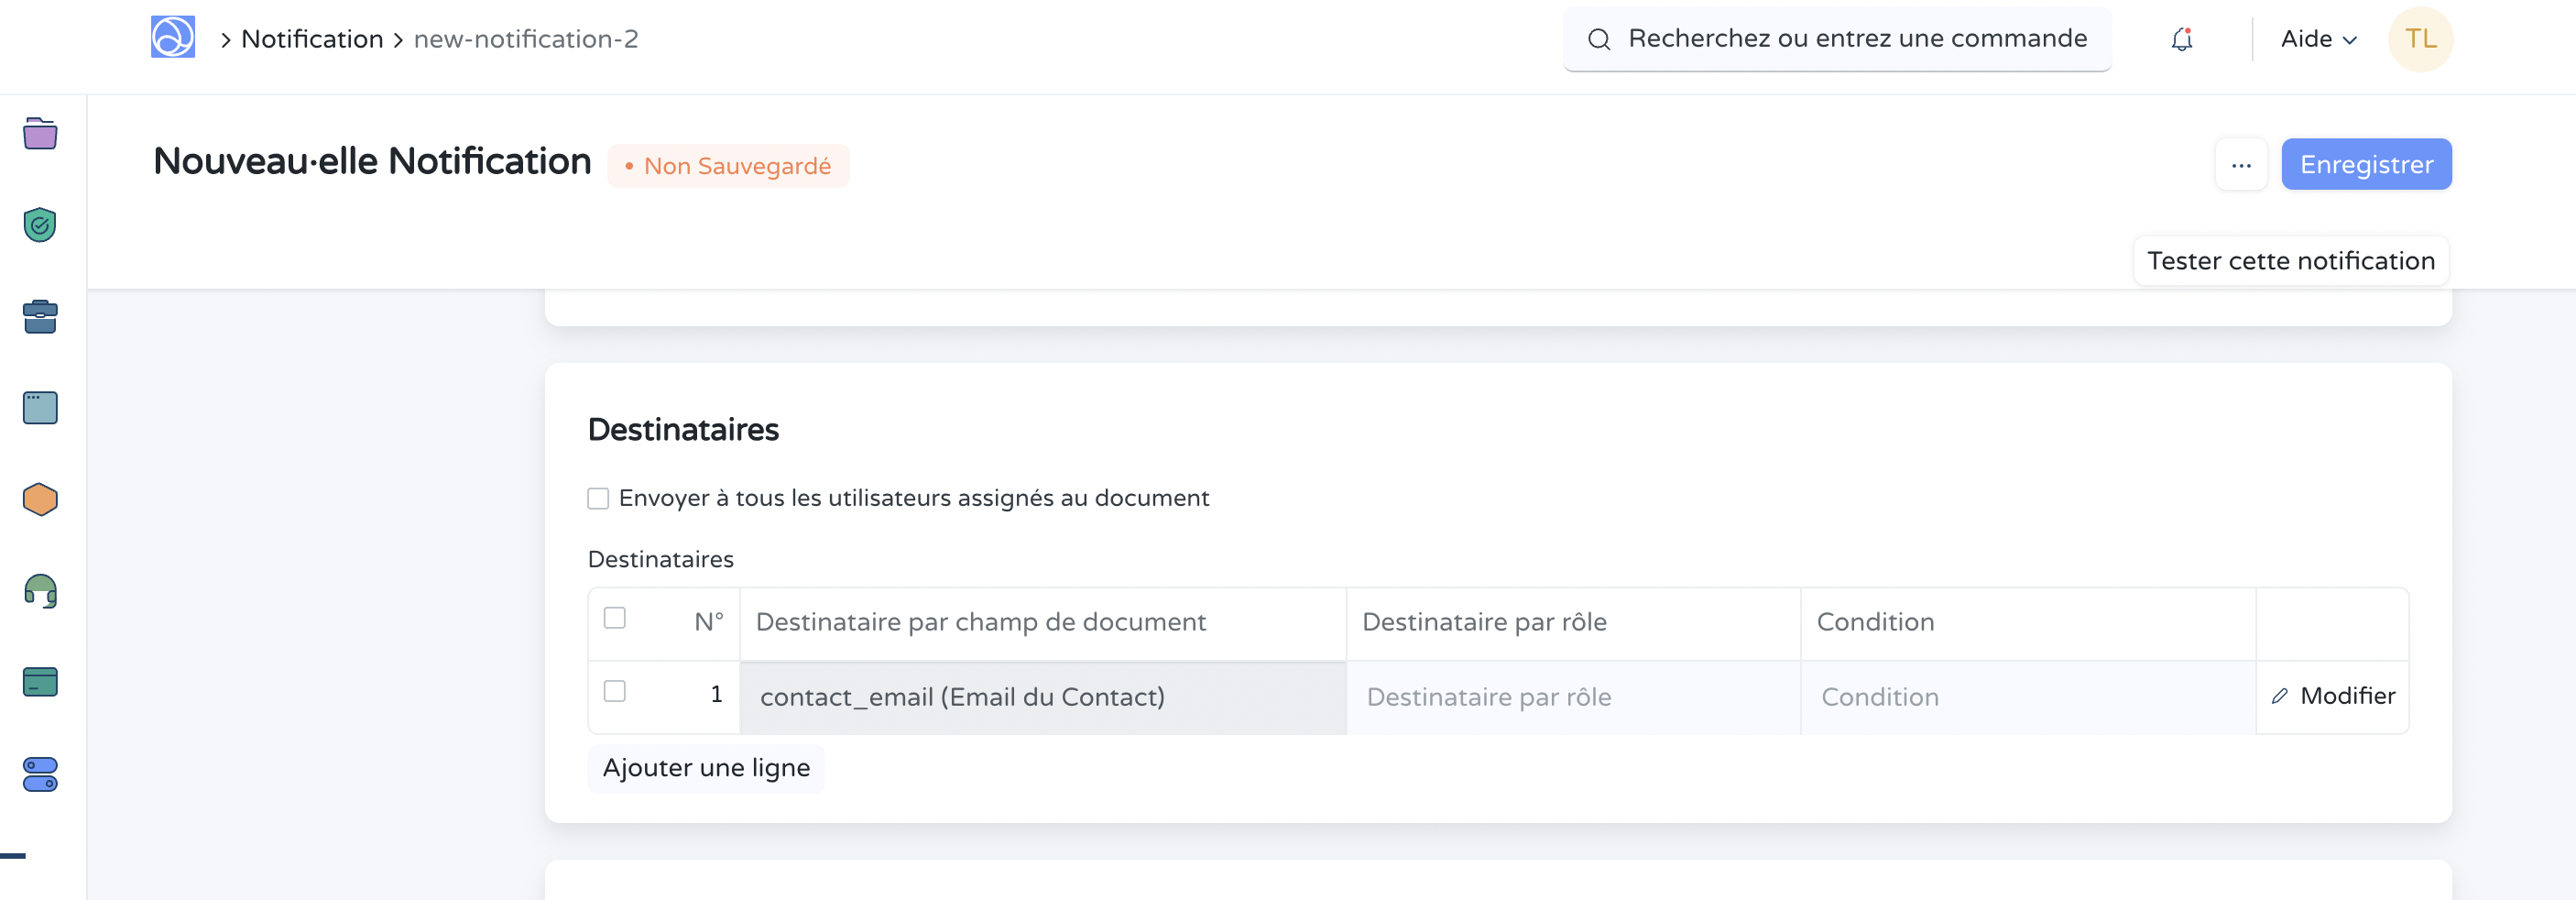 Notification
new-notification-2
Recherchez ou entrez une commande
Aide
TL
Nouveau·elle Notification
Non Sauvegardé
Enregistrer
Tester cette notification
Destinataires
Envoyer à tous les utilisateurs assignés au document
Destinataires
N° Destinataire par champ de document Destinataire par rôle Condition
1 contact_email (Email du Contact) Destinataire par rôle Condition Modifier
Ajouter une ligne